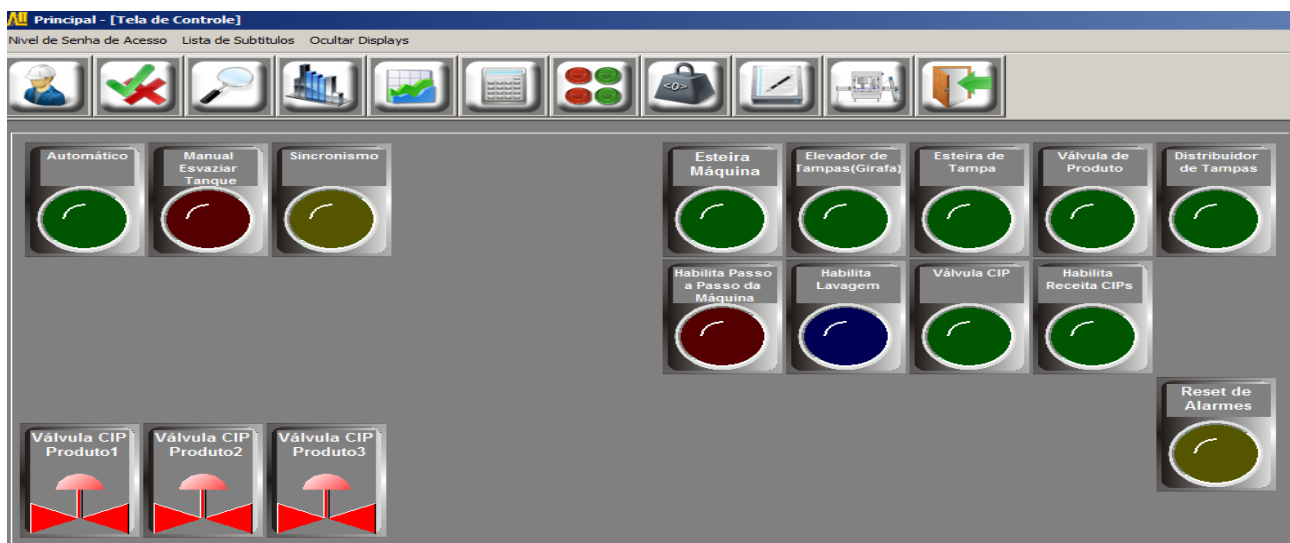 Principal - [Tela de Controle]
Nivel de Senha de Acesso Lista de Subtitulos Ocultar Displays
<0>
Automático
Manual
Esvaziar
Tanque
Sincronismo
Esteira
Máquina
Elevador de
Tampas(Girafa)
Esteira de
Tampa
Válvula de
Produto
Distribuidor
de Tampas
Habilita Passo
a Passo da
Máquina
Habilita
Lavagem
Válvula CIP
Habilita
Receita CIPs
Reset de
Alarmes
Válvula CIP
Produto1
Válvula CIP
Produto2
Válvula CIP
Produto3